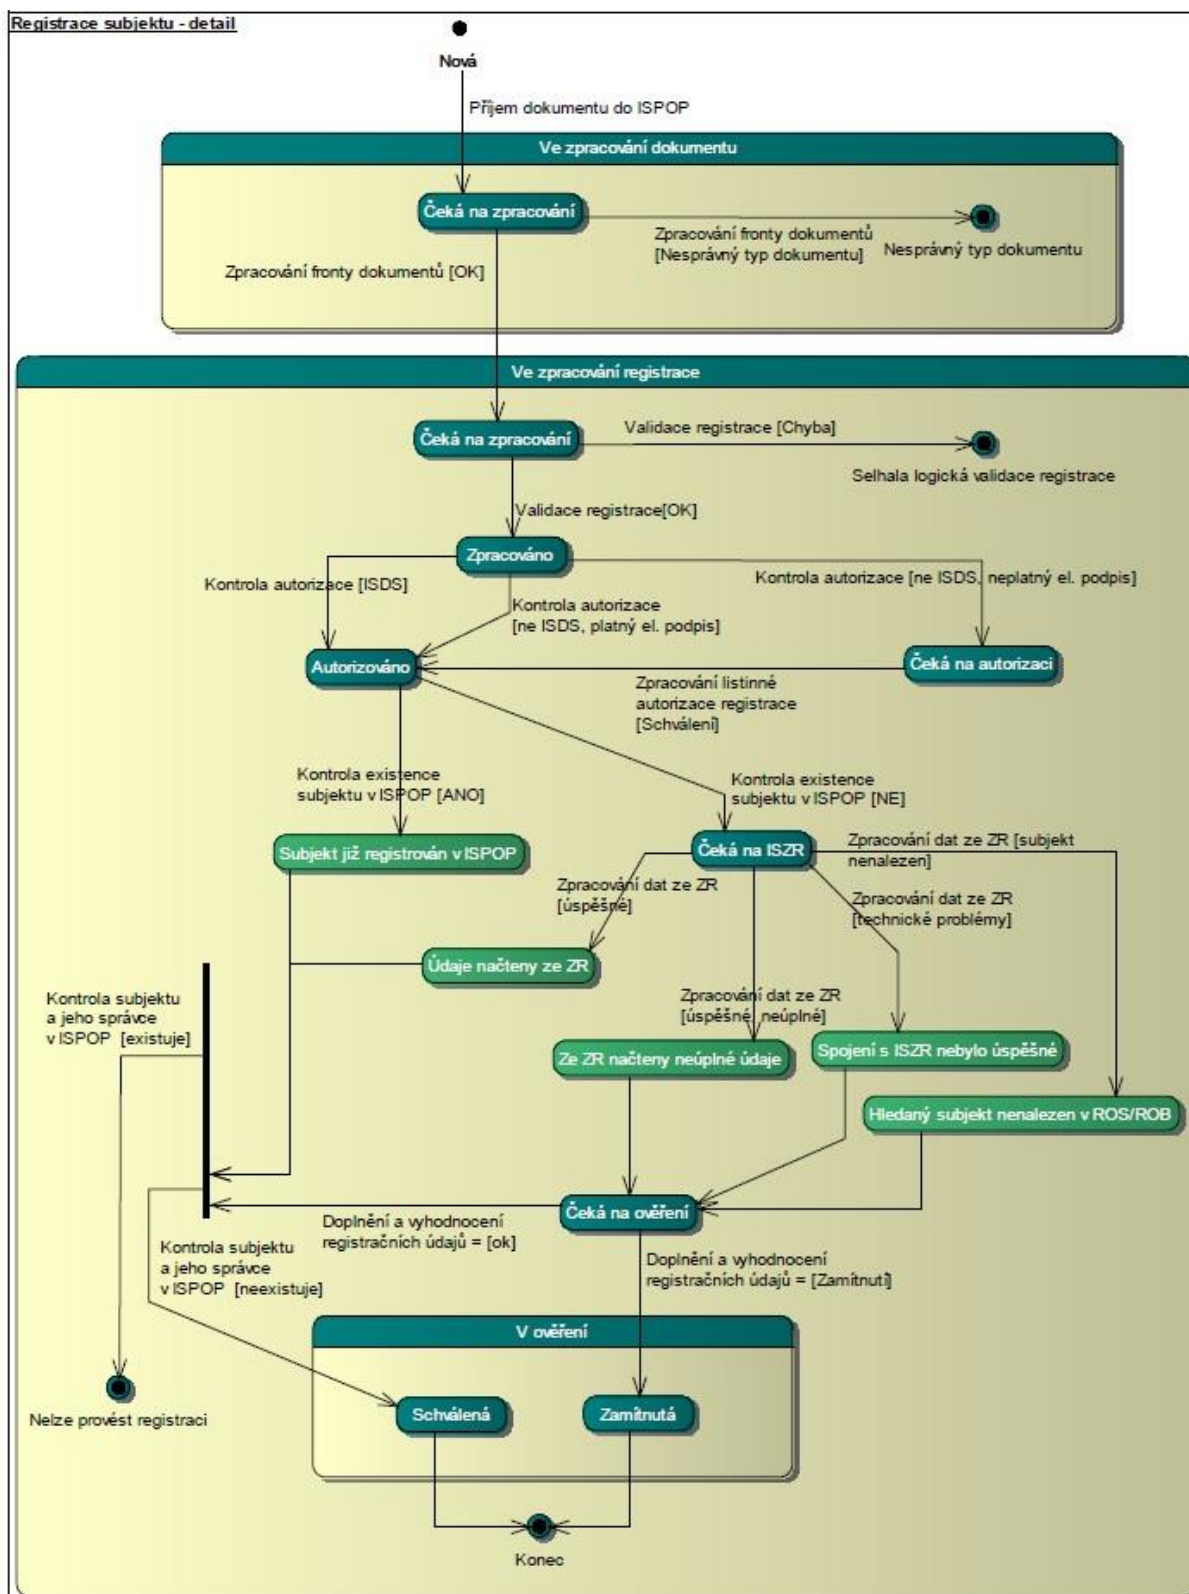 Registrace subjektu - detail
Nová
Příjem dokumentu do ISPOP
Ve zpracování dokumentu
Čeká na zpracování
Zpracování fronty dokumentů
[Nesprávný typ dokumentu]
Nesprávný typ dokumentu
Zpracování fronty dokumentů [OK]
Ve zpracování registrace
Čeká na zpracování
Validace registrace [Chyba]
Selhala logická validace registrace
Validace registrace[OK]
Zpracováno
Kontrola autorizace [ISDS]
Kontrola autorizace
[ne ISDS, platný el. podpis]
Kontrola autorizace [ne ISDS, neplatný el. podpis]
Autorizováno
Čeká na autorizaci
Zpracování listinné
autorizace registrace
[Schválení]
Kontrola existence
subjektu v ISPOP [ANO]
Kontrola existence
subjektu v ISPOP [NE]
Subjekt již registrován v ISPOP
Čeká na ISZR
Zpracování dat ze ZR [subjekt
nenalezen]
Zpracování dat ze ZR
[úspěšné]
Zpracování dat ze ZR
[technické problémy]
Údaje načteny ze ZR
Zpracování dat ze ZR
[úspěšné, neúplné]
Kontrola subjektu
a jeho správce
v ISPOP [existuje]
Ze ZR načteny neúplné údaje
Spojení s ISZR nebylo úspěšné
Hledaný subjekt nenalezen v ROS/ROB
Čeká na ověření
Doplnění a vyhodnocení
registračních údajů = [ok]
Kontrola subjektu
a jeho správce
v ISPOP [neexistuje]
Doplnění a vyhodnocení
registračních údajů = [Zamítnutí]
V ověření
Schválená
Zamítnutá
Nelze provést registraci
Konec